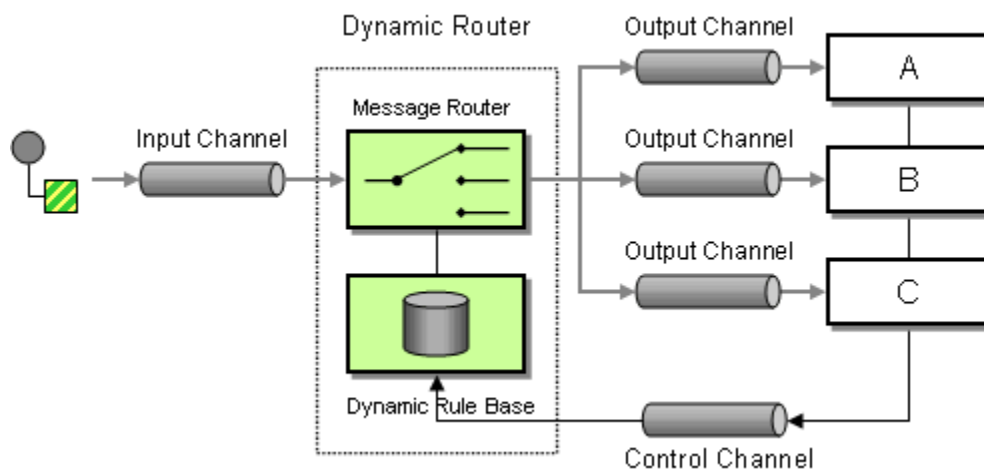 Dynamic Router
Output Channel
A
Message Router
Input Channel
Output Channel
B
Output Channel
C
Dynamic Rule Base
Control Channel